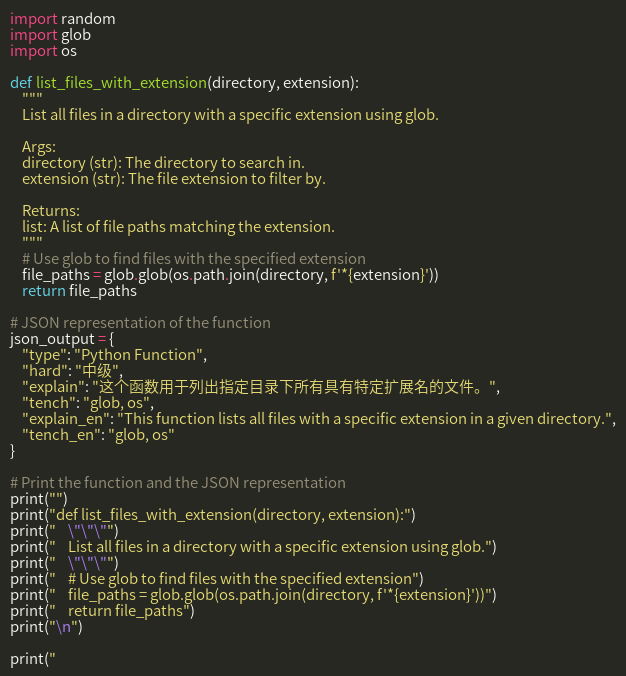 import random
import glob
import os

def list_files_with_extension(directory, extension):
    """
    List all files in a directory with a specific extension using glob.

    Args:
    directory (str): The directory to search in.
    extension (str): The file extension to filter by.

    Returns:
    list: A list of file paths matching the extension.
    """
    # Use glob to find files with the specified extension
    file_paths = glob.glob(os.path.join(directory, f'*{extension}'))
    return file_paths

# JSON representation of the function
json_output = {
    "type": "Python Function",
    "hard": "中级",
    "explain": "这个函数用于列出指定目录下所有具有特定扩展名的文件。",
    "tench": "glob, os",
    "explain_en": "This function lists all files with a specific extension in a given directory.",
    "tench_en": "glob, os"
}

# Print the function and the JSON representation
print("")
print("def list_files_with_extension(directory, extension):")
print("    \"\"\"")
print("    List all files in a directory with a specific extension using glob.")
print("    \"\"\"")
print("    # Use glob to find files with the specified extension")
print("    file_paths = glob.glob(os.path.join(directory, f'*{extension}'))")
print("    return file_paths")
print("\n")

print("